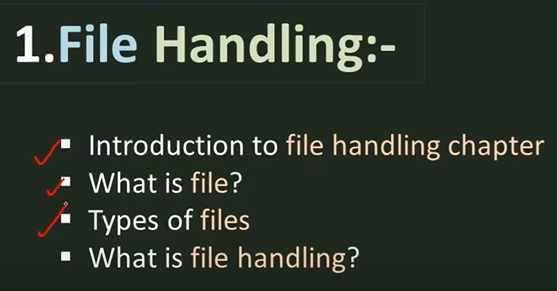 1.File Handling:-
Introduction to file handling chapter
What is file?
Types of files
What is file handling?